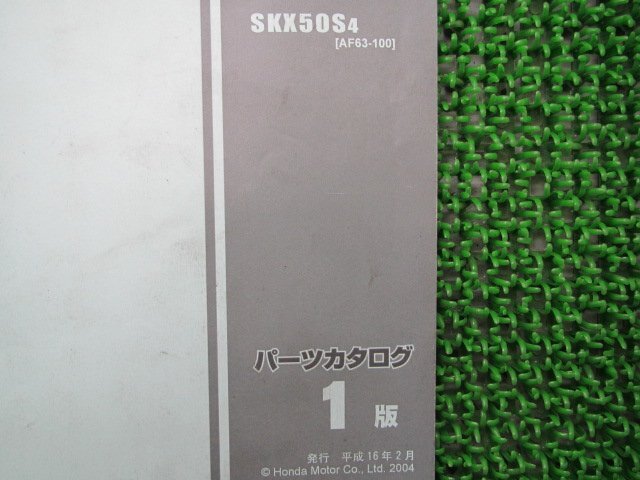 SKX50S4
[AF63-100]
パーツカタログ
1版
発行 平成16年2月
© Honda Motor Co., Ltd. 2004